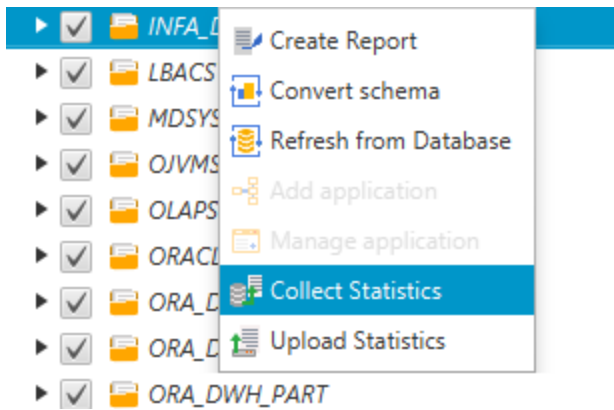 INFA_D
Create Report
LBACS
Convert schema
MDSYS
Refresh from Database
OJVMS
Add application
OLAPS
Manage application
ORACL
Collect Statistics
ORA_D
Upload Statistics
ORA_D
ORA_DWH_PART